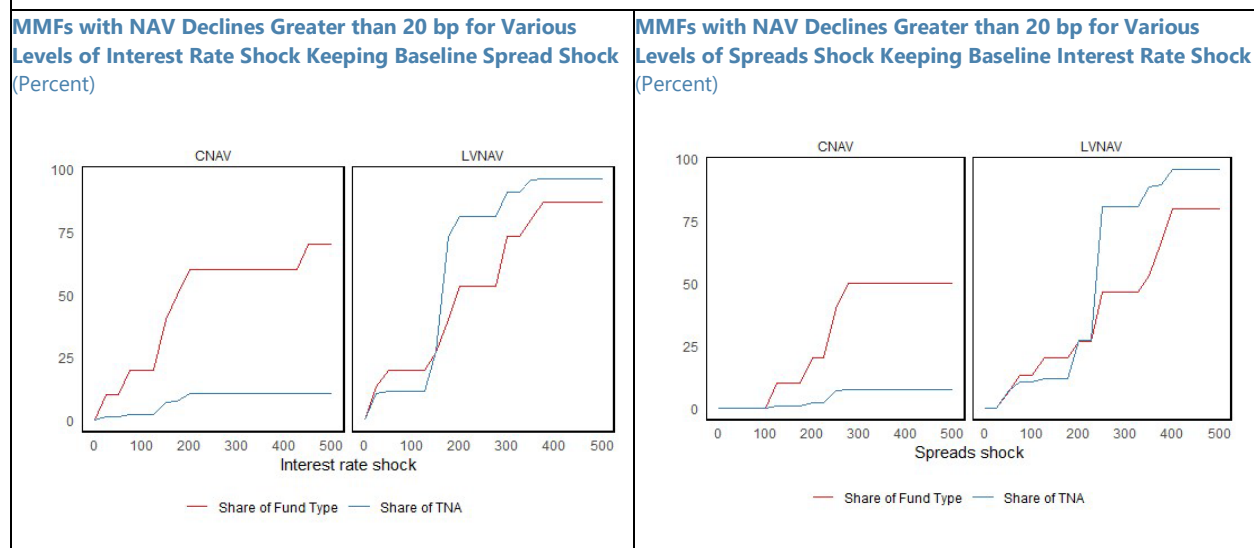 MMFs with NAV Declines Greater than 20 bp for Various
Levels of Interest Rate Shock Keeping Baseline Spread Shock
(Percent)
CNAV
LVNAV
100
75
50
25
0
0 100 200 300 400 500
0 100 200 300 400 500
Interest rate shock
Share of Fund Type
Share of TNA
MMFs with NAV Declines Greater than 20 bp for Various
Levels of Spreads Shock Keeping Baseline Interest Rate Shock
(Percent)
CNAV
LVNAV
100
75
50
25
0
0 100 200 300 400 500
0 100 200 300 400 500
Spreads shock
Share of Fund Type
Share of TNA